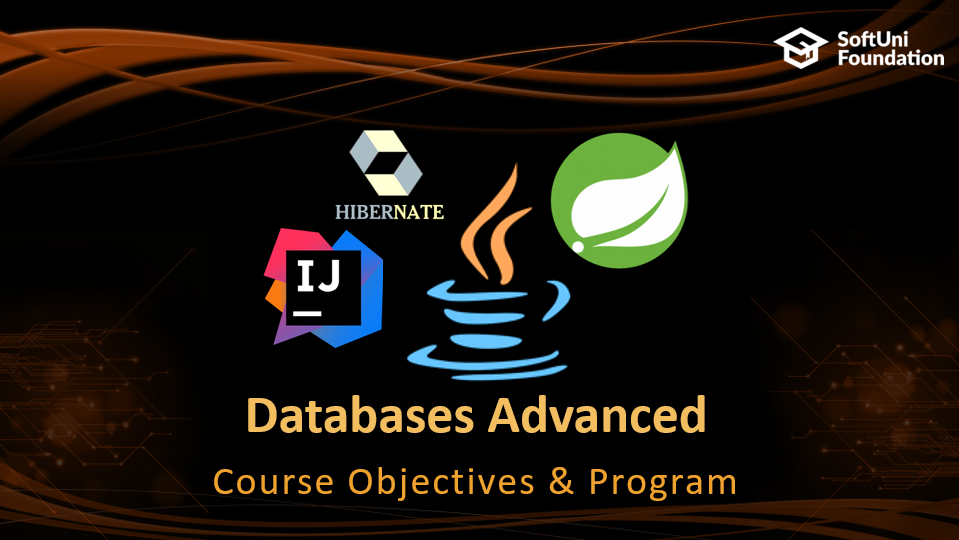 SoftUni
Foundation
HIBERNATE
IJ
Databases Advanced
Course Objectives & Program